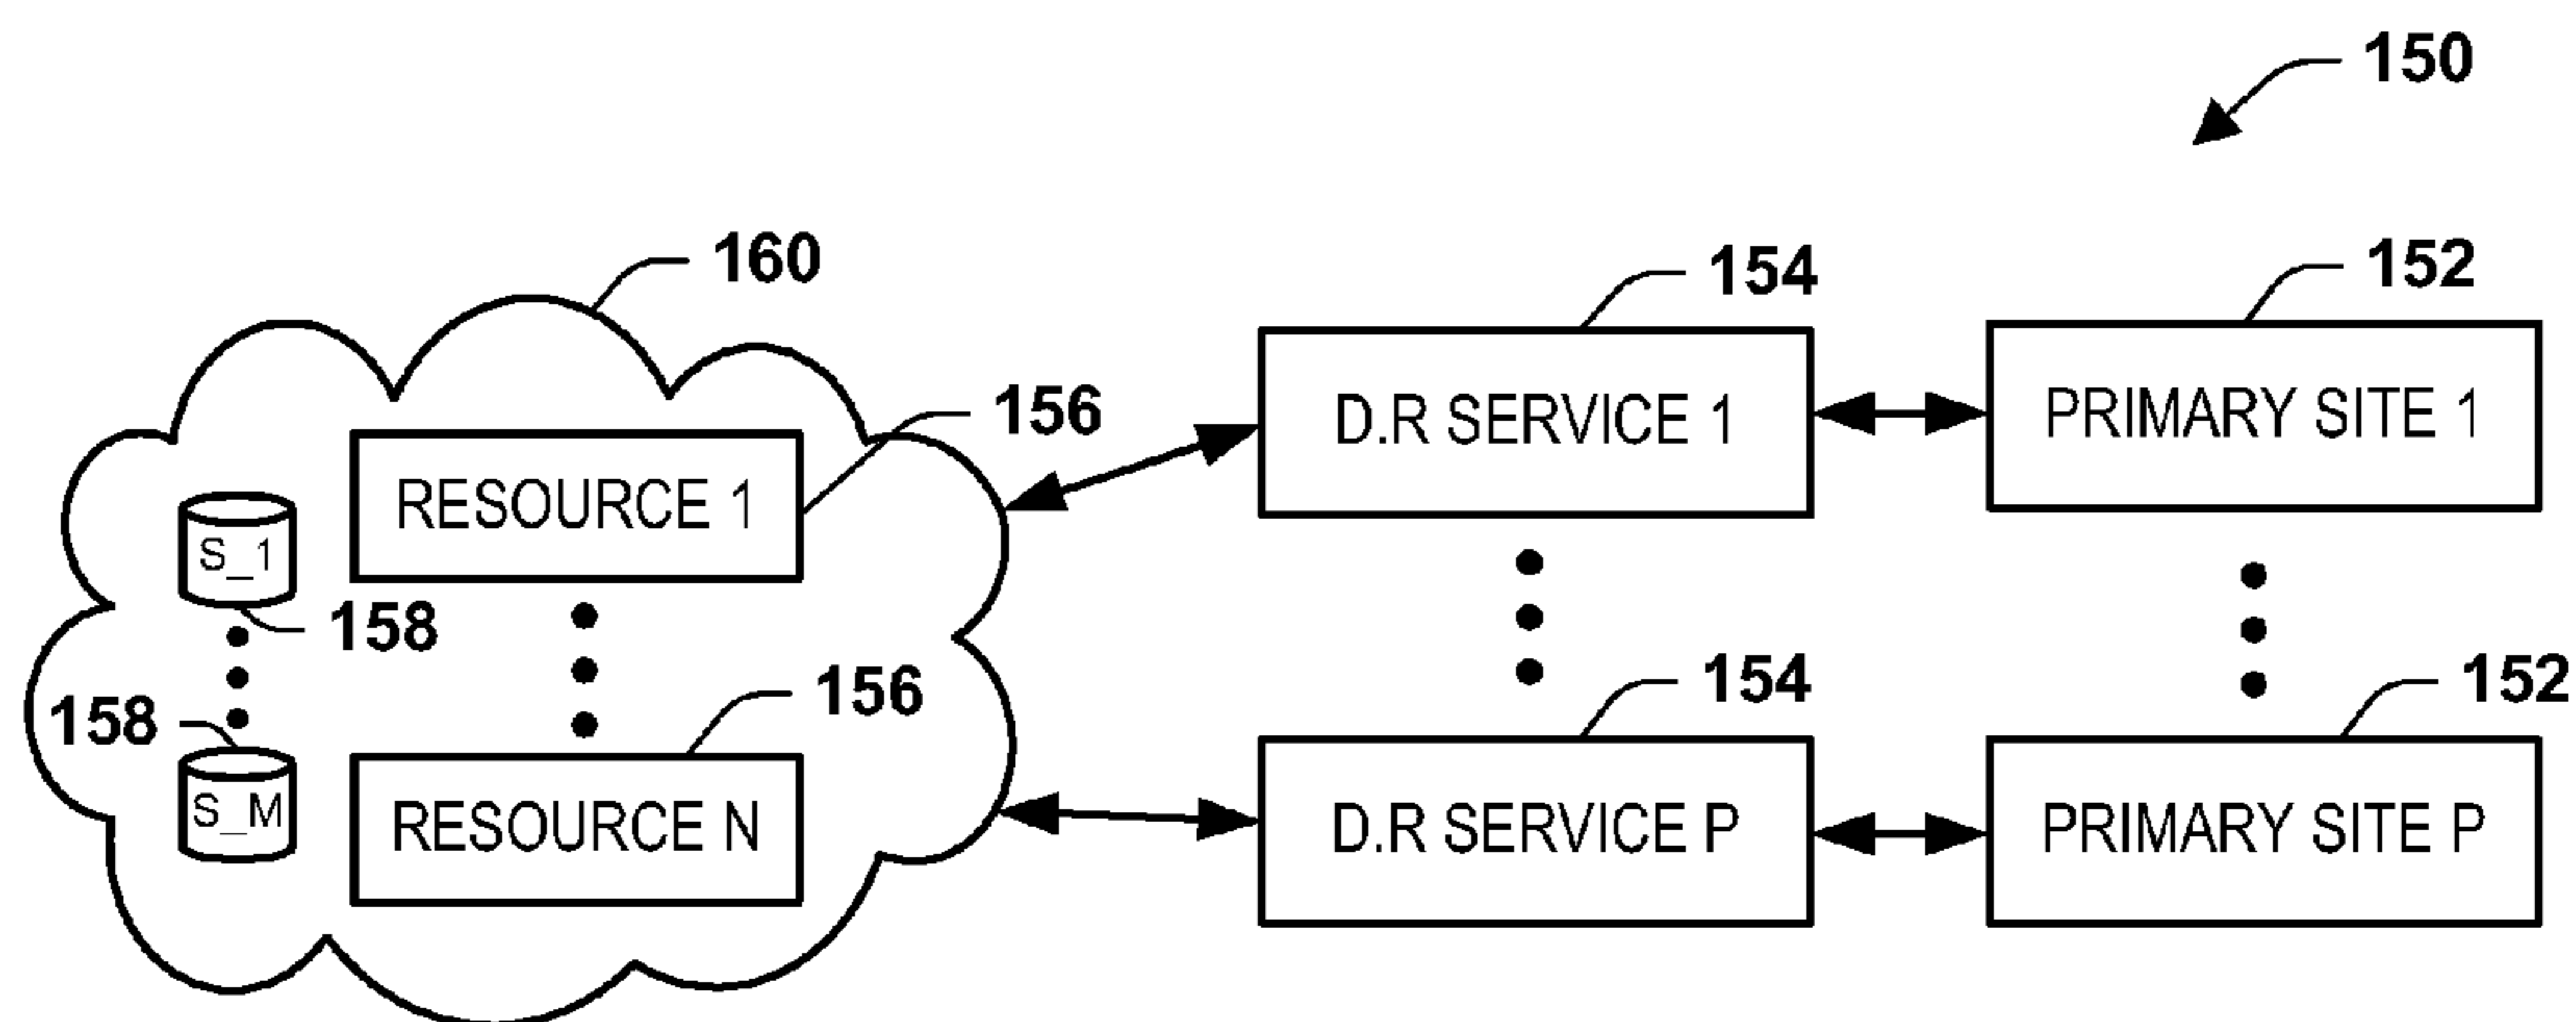 150
160
154
152
156
D.R SERVICE 1
PRIMARY SITE 1
RESOURCE 1
S_1
158
156
154
152
158
S_M
RESOURCE N
D.R SERVICE P
PRIMARY SITE P